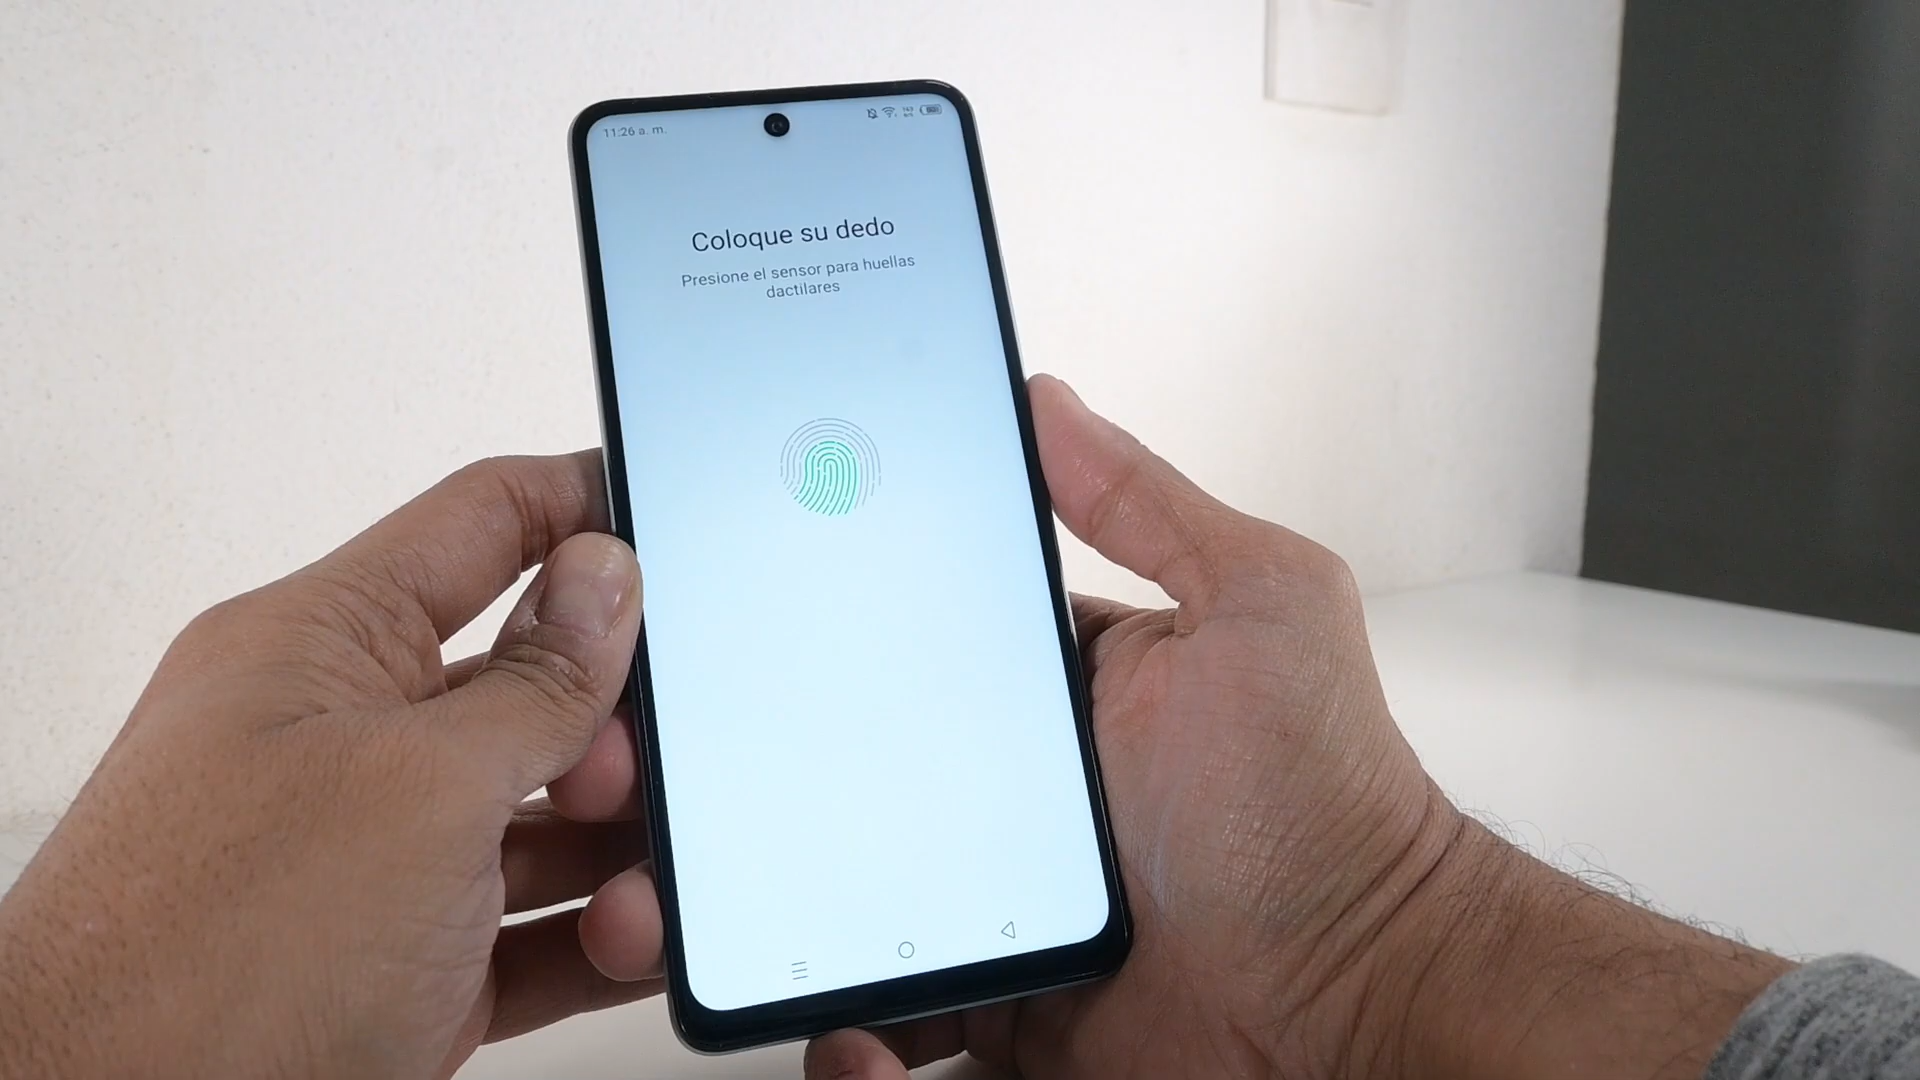 11:26 a. m.
Coloque su dedo
Presione el sensor para huellas
dactilares